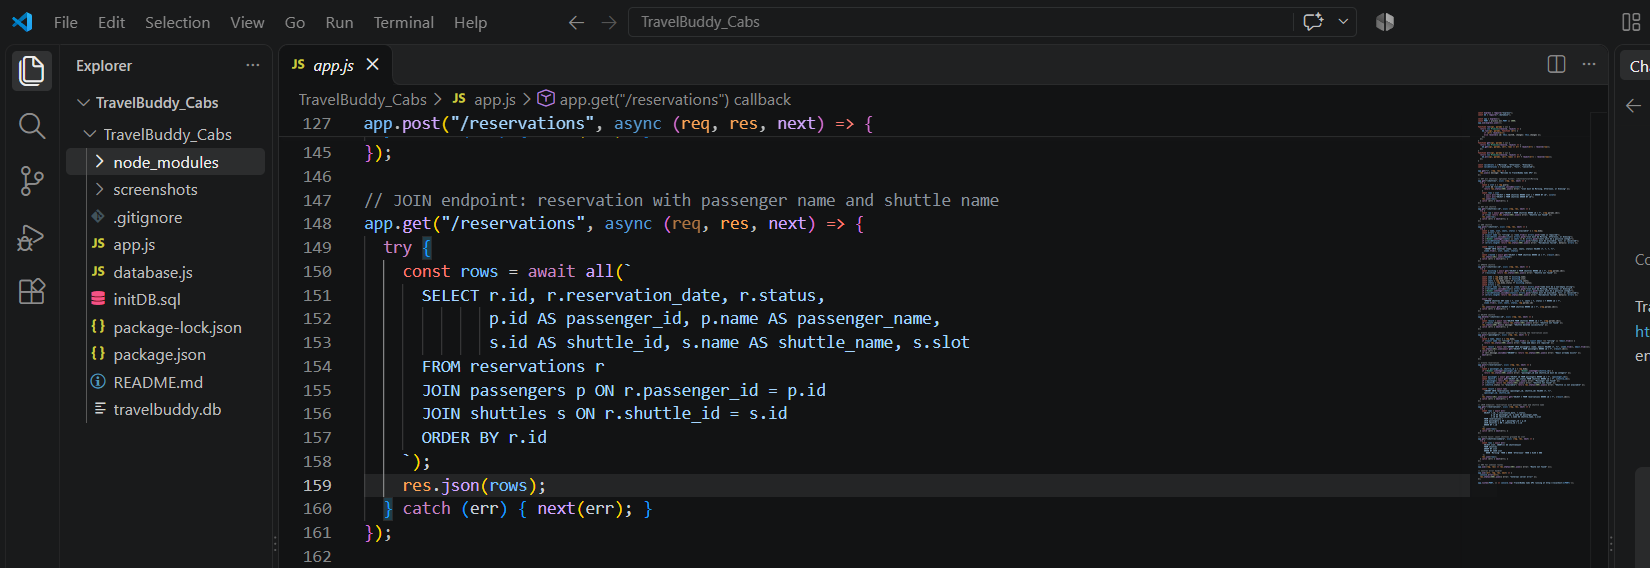 File Edit Selection View Go Run Terminal Help
TravelBuddy_Cabs
Explorer
TravelBuddy_Cabs
TravelBuddy_Cabs
node_modules
screenshots
.gitignore
JS app.js
JS database.js
initDB.sql
{} package-lock.json
{} package.json
README.md
travelbuddy.db
JS app.js
TravelBuddy_Cabs > JS app.js > app.get("/reservations") callback
127 app.post("/reservations", async (req, res, next) => {
145 });
146
147 // JOIN endpoint: reservation with passenger name and shuttle name
148 app.get("/reservations", async (req, res, next) => {
149 try {
150 const rows = await all(`
151 SELECT r.id, r.reservation_date, r.status,
152 p.id AS passenger_id, p.name AS passenger_name,
153 s.id AS shuttle_id, s.name AS shuttle_name, s.slot
154 FROM reservations r
155 JOIN passengers p ON r.passenger_id = p.id
156 JOIN shuttles s ON r.shuttle_id = s.id
157 ORDER BY r.id
158 `);
159 res.json(rows);
160 } catch (err) { next(err); }
161 });
162